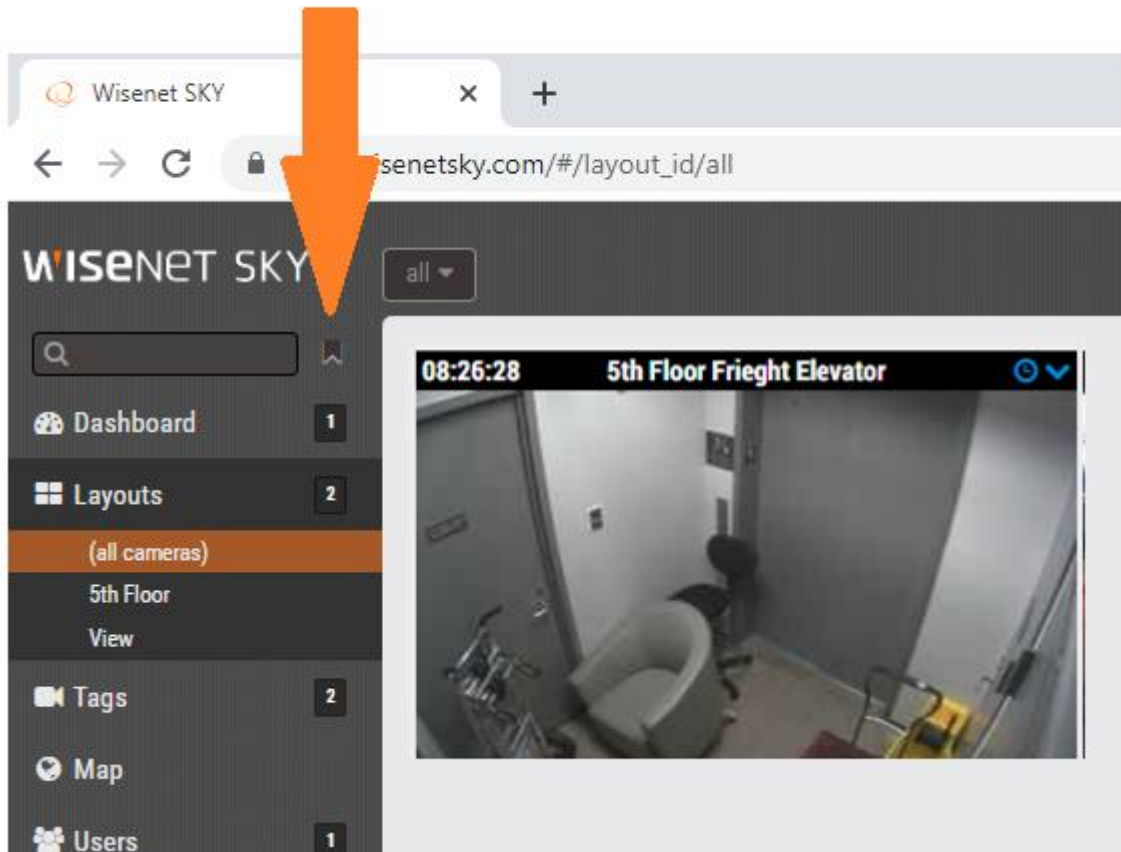 Wisenet SKY
senetsky.com/#/layout_id/all
WISENET SKY
all
08:26:28 5th Floor Frieght Elevator
Dashboard 1
Layouts 2
(all cameras)
5th Floor
View
Tags 2
Map
Users 1